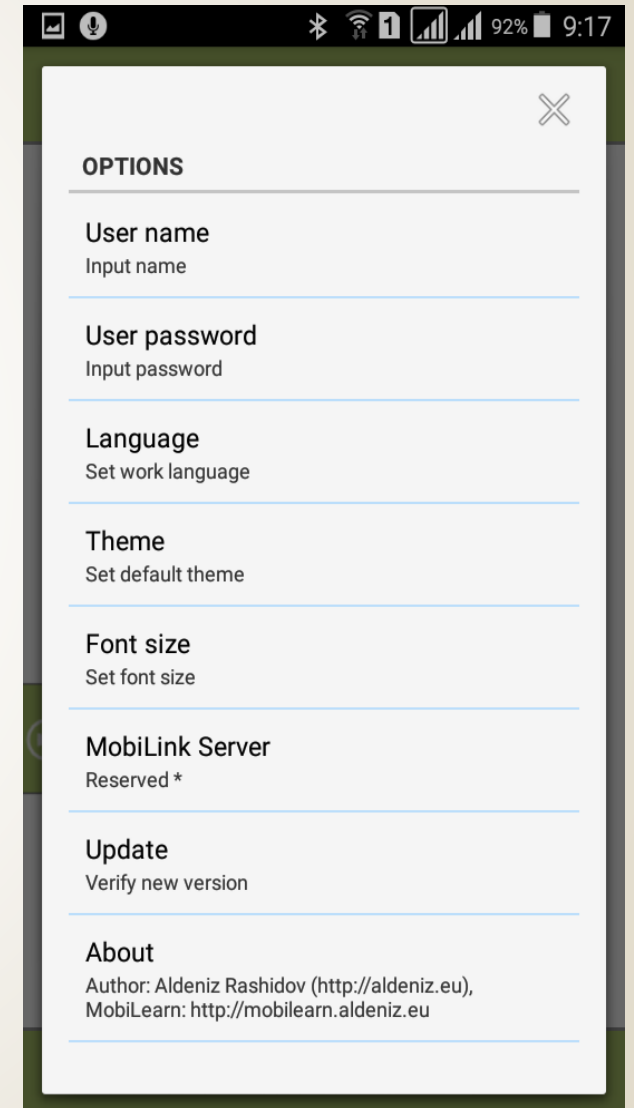 1 92% 9:17
OPTIONS
User name
Input name
User password
Input password
Language
Set work language
Theme
Set default theme
Font size
Set font size
MobiLink Server
Reserved *
Update
Verify new version
About
Author: Aldeniz Rashidov (http://aldeniz.eu),
MobiLearn: http://mobilearn.aldeniz.eu